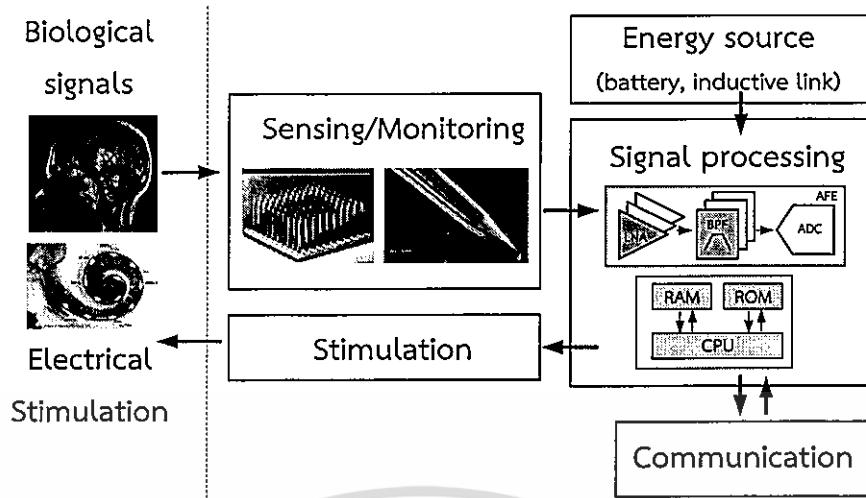 Biological
signals
Electrical
Stimulation
Sensing/Monitoring
Stimulation
Energy source
(battery, inductive link)
Signal processing
AFE
LNA
BPF
ADC
RAM
ROM
CPU
Communication